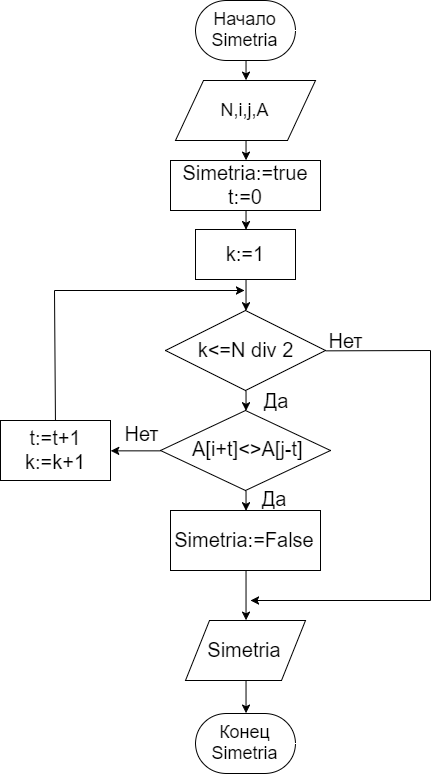 Начало
Simetria
N,i,j,A
Simetria:=true
t:=0
k:=1
k<=N div 2
Нет
Да
A[i+t]<>A[j-t]
Нет
t:=t+1
k:=k+1
Да
Simetria:=False
Simetria
Конец
Simetria